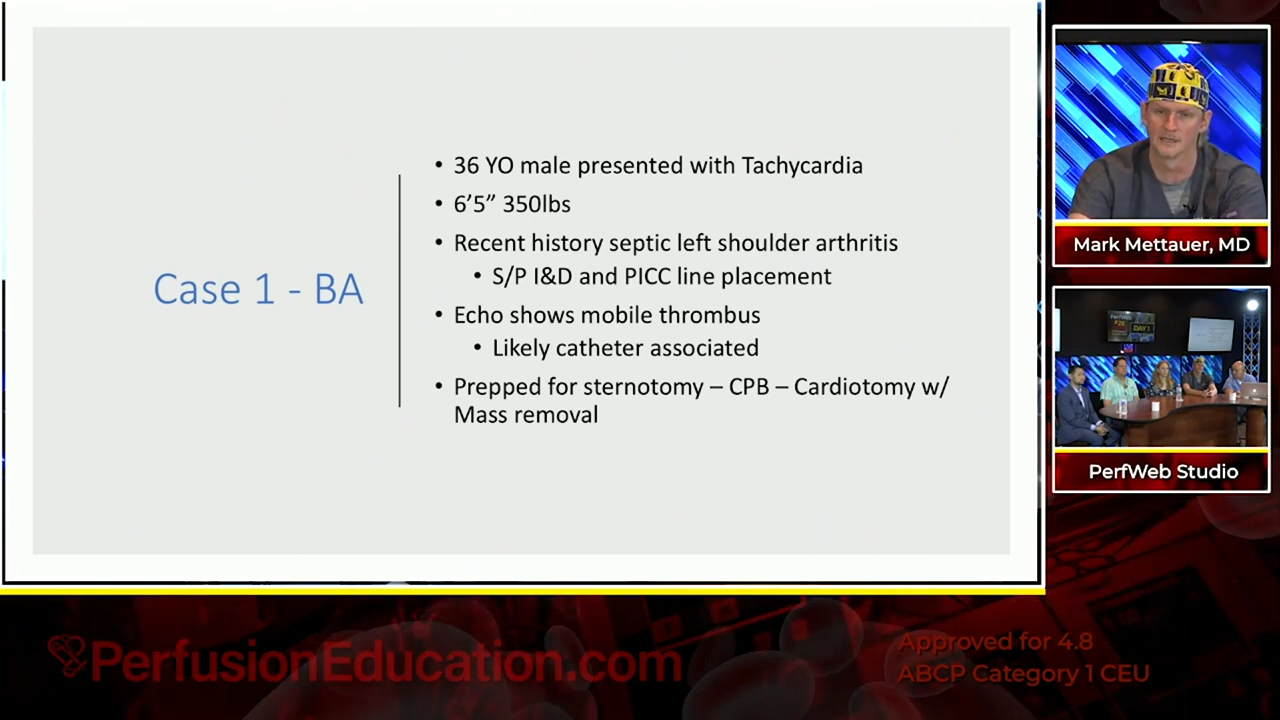 Case 1 - BA
• 36 YO male presented with Tachycardia
• 6’5” 350lbs
• Recent history septic left shoulder arthritis
• S/P I&D and PICC line placement
• Echo shows mobile thrombus
• Likely catheter associated
• Prepped for sternotomy – CPB – Cardiotomy w/
Mass removal
Mark Mettauer, MD
DAY 1
PerfWeb Studio
PerfusionEducation.com
Approved for 4.8
ABCP Category 1 CEU